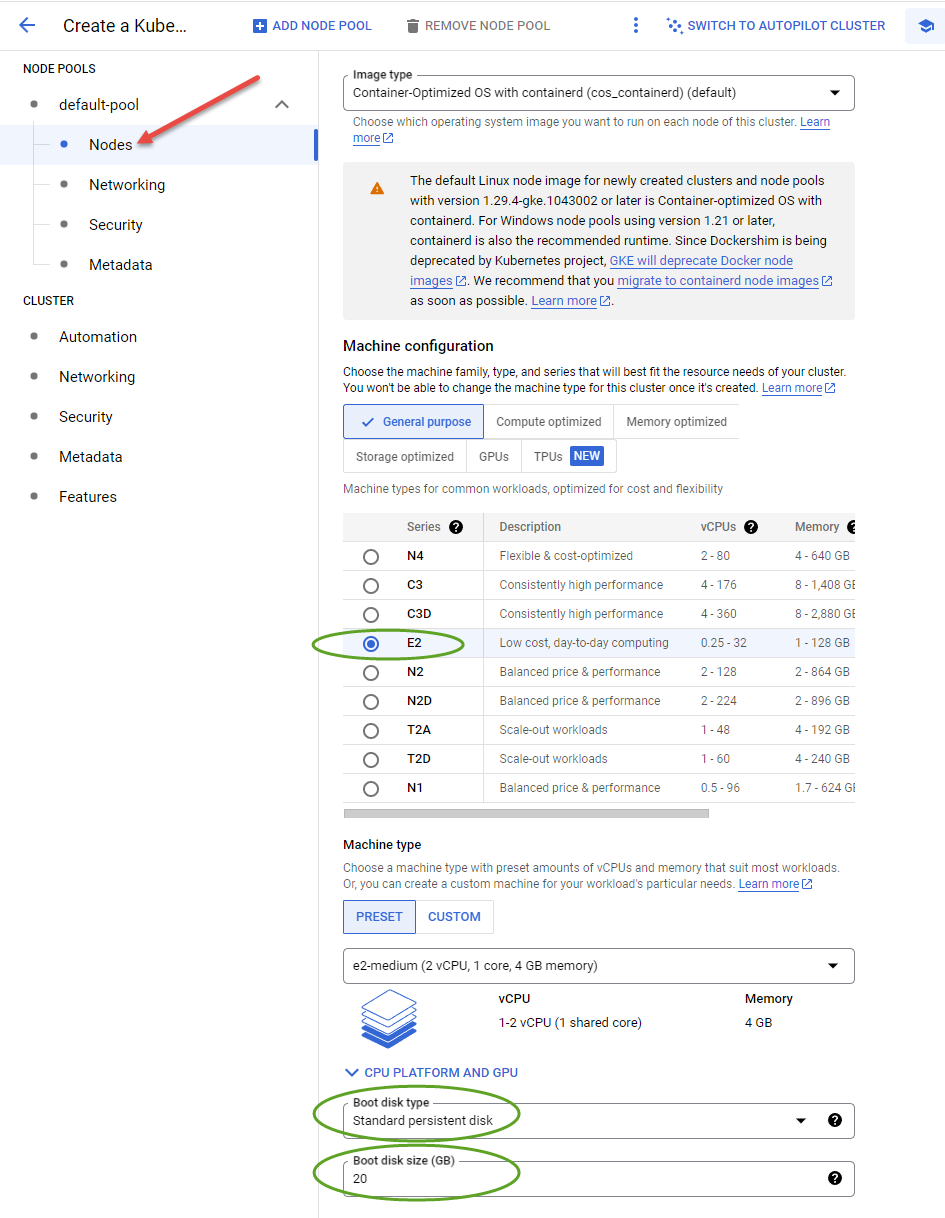 Create a Kube...
ADD NODE POOL
REMOVE NODE POOL
SWITCH TO AUTOPILOT CLUSTER
NODE POOLS
default-pool
Nodes
Networking
Security
Metadata
CLUSTER
Automation
Networking
Security
Metadata
Features
Image type
Container-Optimized OS with containerd (cos_containerd) (default)
Choose which operating system image you want to run on each node of this cluster. Learn
more
The default Linux node image for newly created clusters and node pools
with version 1.29.4-gke.1043002 or later is Container-optimized OS with
containerd. For Windows node pools using version 1.21 or later,
containerd is also the recommended runtime. Since Dockershim is being
deprecated by Kubernetes project, GKE will deprecate Docker node
images. We recommend that you migrate to containerd node images
as soon as possible. Learn more.
Machine configuration
Choose the machine family, type, and series that will best fit the resource needs of your cluster.
You won't be able to change the machine type for this cluster once it's created. Learn more
General purpose Compute optimized Memory optimized
Storage optimized GPUs TPUs NEW
Machine types for common workloads, optimized for cost and flexibility
Series Description vCPUs Memory
N4 Flexible & cost-optimized 2 - 80 4 - 640 GB
C3 Consistently high performance 4 - 176 8 - 1,408 GB
C3D Consistently high performance 4 - 360 8 - 2,880 GB
E2 Low cost, day-to-day computing 0.25 - 32 1 - 128 GB
N2 Balanced price & performance 2 - 128 2 - 864 GB
N2D Balanced price & performance 2 - 224 2 - 896 GB
T2A Scale-out workloads 1 - 48 4 - 192 GB
T2D Scale-out workloads 1 - 60 4 - 240 GB
N1 Balanced price & performance 0.5 - 96 1.7 - 624 GB
Machine type
Choose a machine type with preset amounts of vCPUs and memory that suit most workloads.
Or, you can create a custom machine for your workload's particular needs. Learn more
PRESET CUSTOM
e2-medium (2 vCPU, 1 core, 4 GB memory)
vCPU Memory
1-2 vCPU (1 shared core) 4 GB
CPU PLATFORM AND GPU
Boot disk type
Standard persistent disk
Boot disk size (GB)
20